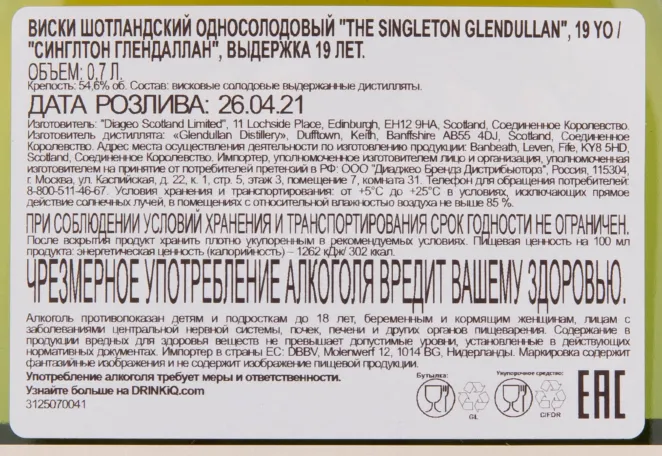 ВИСКИ ШОТЛАНДСКИЙ ОДНОСОЛОДОВЫЙ "THE SINGLETON GLENDULLAN", 19 YO /
"СИНГЛТОН ГЛЕНДАЛЛАН", ВЫДЕРЖКА 19 ЛЕТ.
ОБЪЕМ: 0,7 Л.
Крепость: 54,6% об. Состав: висковые солодовые выдержанные дистилляты.
ДАТА РОЗЛИВА: 26.04.21
Изготовитель: "Diageo Scotland Limited", 11 Lochside Place, Edinburgh, EH12 9HA, Scotland, Соединенное Королевство.
Изготовитель дистиллята: «Glendullan Distillery», Dufftown, Keith, Banffshire AB55 4DJ, Scotland, Соединенное
Королевство. Адрес места осуществления деятельности по изготовлению продукции: Banbeath, Leven, Fife, KY8 5HD,
Scotland, Соединенное Королевство. Импортер, уполномоченное изготовителем лицо и организация, уполномоченная
изготовителем на принятие от потребителей претензий в РФ: ООО "Диаджео Брендз Дистрибьюторз", Россия, 115304,
г. Москва, ул. Каспийская, д. 22, к. 1, стр. 5, этаж 3, помещение 7, комната 31. Телефон для обращения потребителей:
8-800-511-46-67. Условия хранения и транспортирования: от +5°С до +25°С в условиях, исключающих прямое
действие солнечных лучей, в помещениях с относительной влажностью воздуха не выше 85 %.
ПРИ СОБЛЮДЕНИИ УСЛОВИЙ ХРАНЕНИЯ И ТРАНСПОРТИРОВАНИЯ СРОК ГОДНОСТИ НЕ ОГРАНИЧЕН.
После вскрытия продукт хранить плотно укупоренным в рекомендуемых условиях. Пищевая ценность на 100 мл
продукта: энергетическая ценность (калорийность) – 1262 кДж/ 302 ккал.
ЧРЕЗМЕРНОЕ УПОТРЕБЛЕНИЕ АЛКОГОЛЯ ВРЕДИТ ВАШЕМУ ЗДОРОВЬЮ.
Алкоголь противопоказан детям и подросткам до 18 лет, беременным и кормящим женщинам, лицам с
заболеваниями центральной нервной системы, почек, печени и других органов пищеварения. Содержание в
продукции вредных для здоровья веществ не превышает допустимые уровни, установленные в действующих
нормативных документах. Импортер в страны ЕС: DBBV, Molenwerf 12, 1014 BG, Нидерланды. Маркировка содержит
фантазийные изображения и не содержит изображение пищевой продукции.
Употребление алкоголя требует меры и ответственности.
Узнайте больше на DRINKiQ.com
3125070041
Бутылка:
GL
Укупорочное средство:
C/FOR
EAC